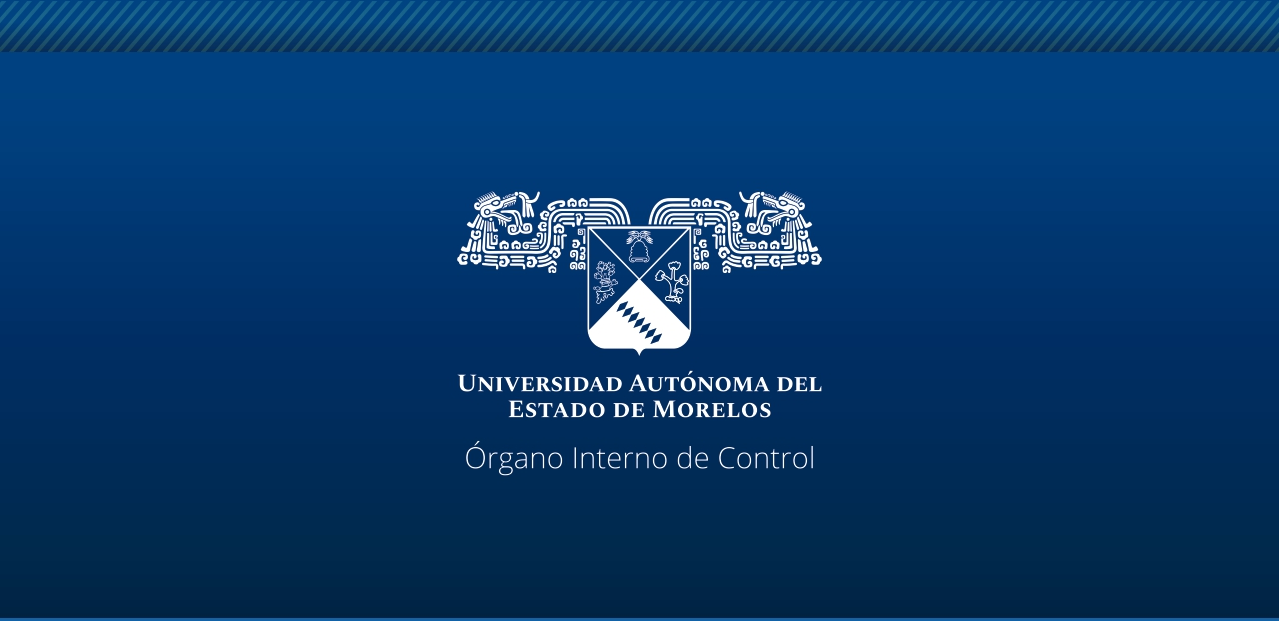 Universidad Autónoma del
Estado de Morelos
Órgano Interno de Control